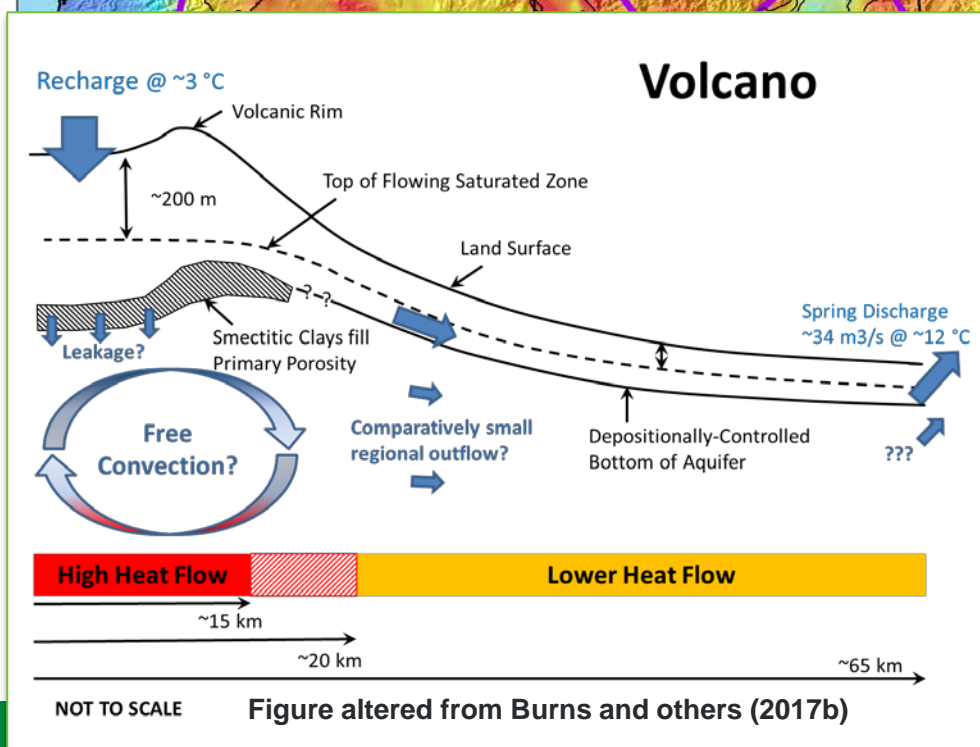 Volcano
Recharge @ ~3 °C
Volcanic Rim
Top of Flowing Saturated Zone
~200 m
Land Surface
? ?
Smectitic Clays fill
Primary Porosity
Leakage?
Spring Discharge
~34 m3/s @ ~12 °C
Free
Convection?
Comparatively small
regional outflow?
Depositionally-Controlled
Bottom of Aquifer
???
High Heat Flow
Lower Heat Flow
~15 km
~20 km
~65 km
NOT TO SCALE
Figure altered from Burns and others (2017b)